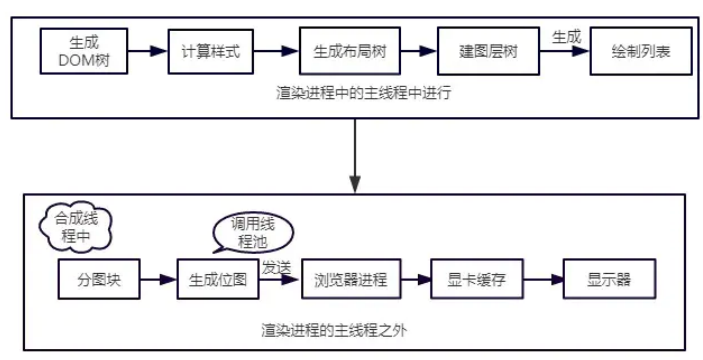 生成
DOM树
计算样式
生成布局树
建图层树
生成
绘制列表
渲染进程中的主线程中进行
合成线
程中
调用线
程池
分图块
生成位图
发送
浏览器进程
显卡缓存
显示器
渲染进程的主线程之外